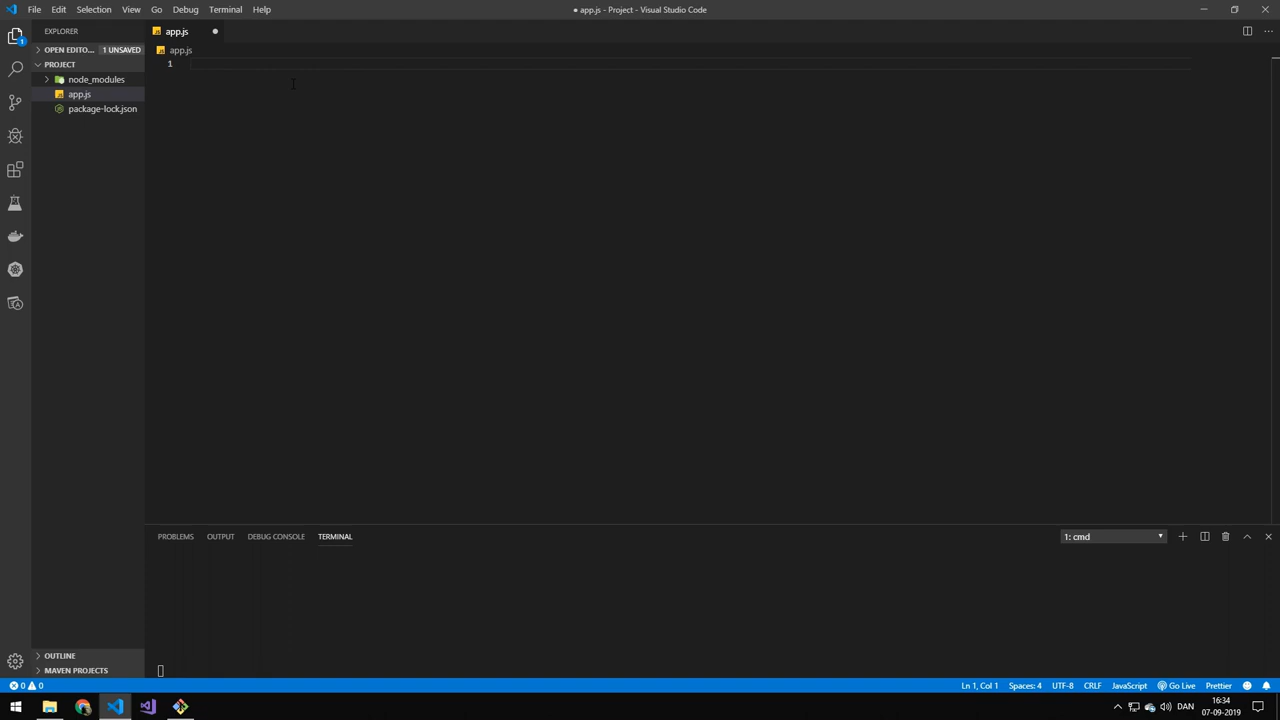 File Edit Selection View Go Debug Terminal Help
● app.js - Project - Visual Studio Code
EXPLORER
app.js
OPEN EDITO... 1 UNSAVED
app.js
PROJECT
1
node_modules
app.js
package-lock.json
PROBLEMS OUTPUT DEBUG CONSOLE TERMINAL
1: cmd
OUTLINE
MAVEN PROJECTS
0 0
Ln 1, Col 1 Spaces: 4 UTF-8 CRLF JavaScript Go Live Prettier
DAN
16:34
07-09-2019